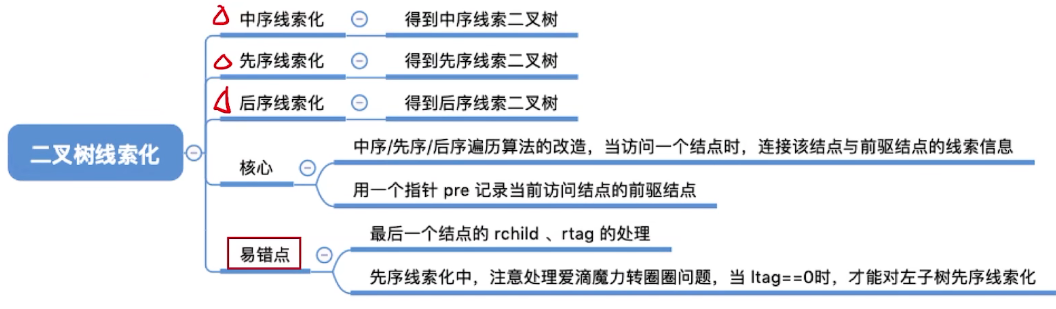 中序线索化
得到中序线索二叉树
先序线索化
得到先序线索二叉树
后序线索化
得到后序线索二叉树
二叉树线索化
核心
中序/先序/后序遍历算法的改造，当访问一个结点时，连接该结点与前驱结点的线索信息
用一个指针 pre 记录当前访问结点的前驱结点
易错点
最后一个结点的 rchild 、rtag 的处理
先序线索化中，注意处理爱滴魔力转圈圈问题，当 ltag==0时，才能对左子树先序线索化